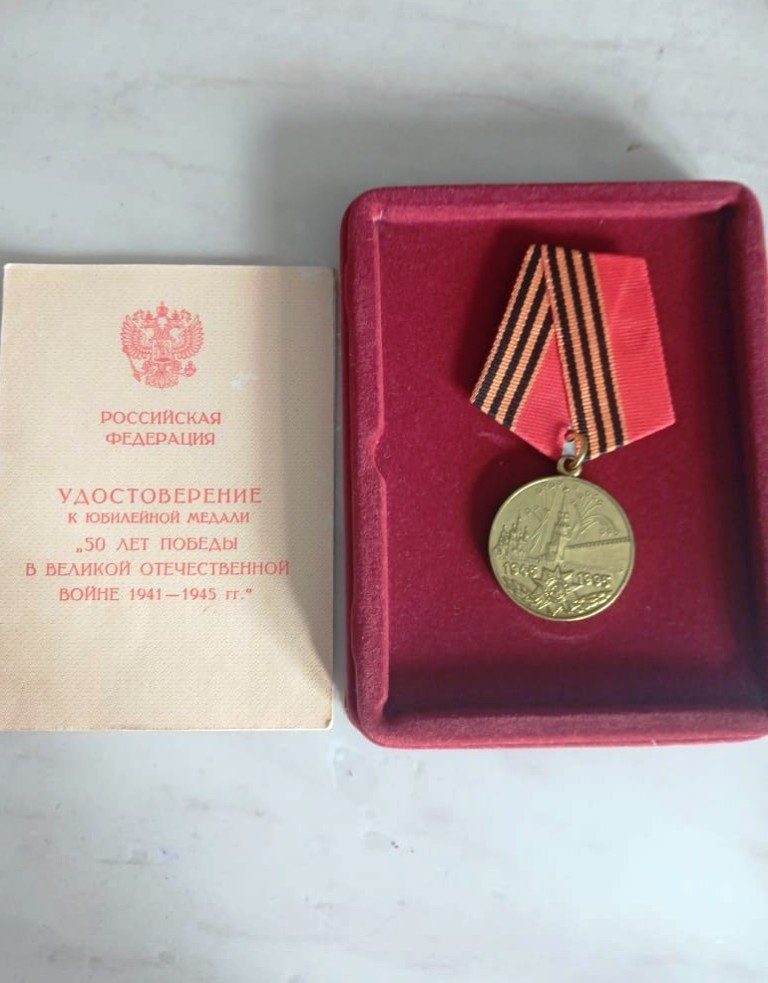 РОССИЙСКАЯ
ФЕДЕРАЦИЯ
УДОСТОВЕРЕНИЕ
К ЮБИЛЕЙНОЙ МЕДАЛИ
„50 ЛЕТ ПОБЕДЫ
В ВЕЛИКОЙ ОТЕЧЕСТВЕННОЙ
ВОЙНЕ 1941—1945 гг."
1945 1995